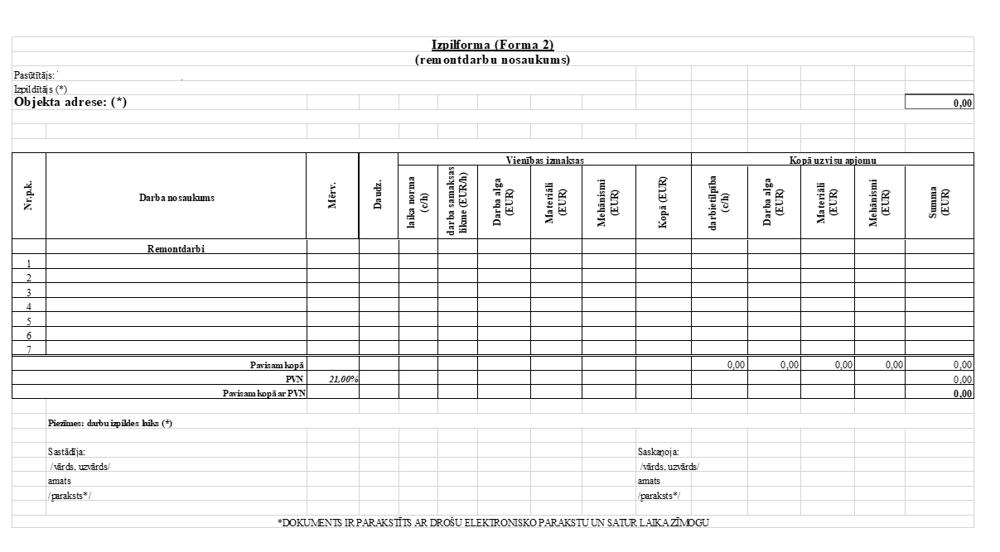 Izpilforma (Forma 2)
(remontdarbu nosaukums)
Pasūtītājs:
Izpildītājs (*)
Objekta adrese: (*)
0,00
Nr.p.k.
Darba nosaukums
Mērv.
Daudz.
Vienības izmaksas
Kopā uz visu apjomu
laika norma (c/h)
darba samaksas likme (EUR/h)
Darba alga (EUR)
Materiāli (EUR)
Mehānismi (EUR)
Kopā (EUR)
darbietilpība (c/h)
Darba alga (EUR)
Materiāli (EUR)
Mehānismi (EUR)
Summa (EUR)
Remontdarbi
1
2
3
4
5
6
7
Pavisam kopā 0,00 0,00 0,00 0,00 0,00
PVN 21,00% 0,00
Pavisam kopā ar PVN 0,00
Piezīmes: darbu izpildes laiks (*)
Sastādīja: Saskaņoja:
/vārds, uzvārds/ /vārds, uzvārds/
amats amats
/paraksts*/ /paraksts*/
*DOKUMENTS IR PARAKSTĪTS AR DROŠU ELEKTRONISKO PARAKSTU UN SATUR LAIKA ZĪMOGU